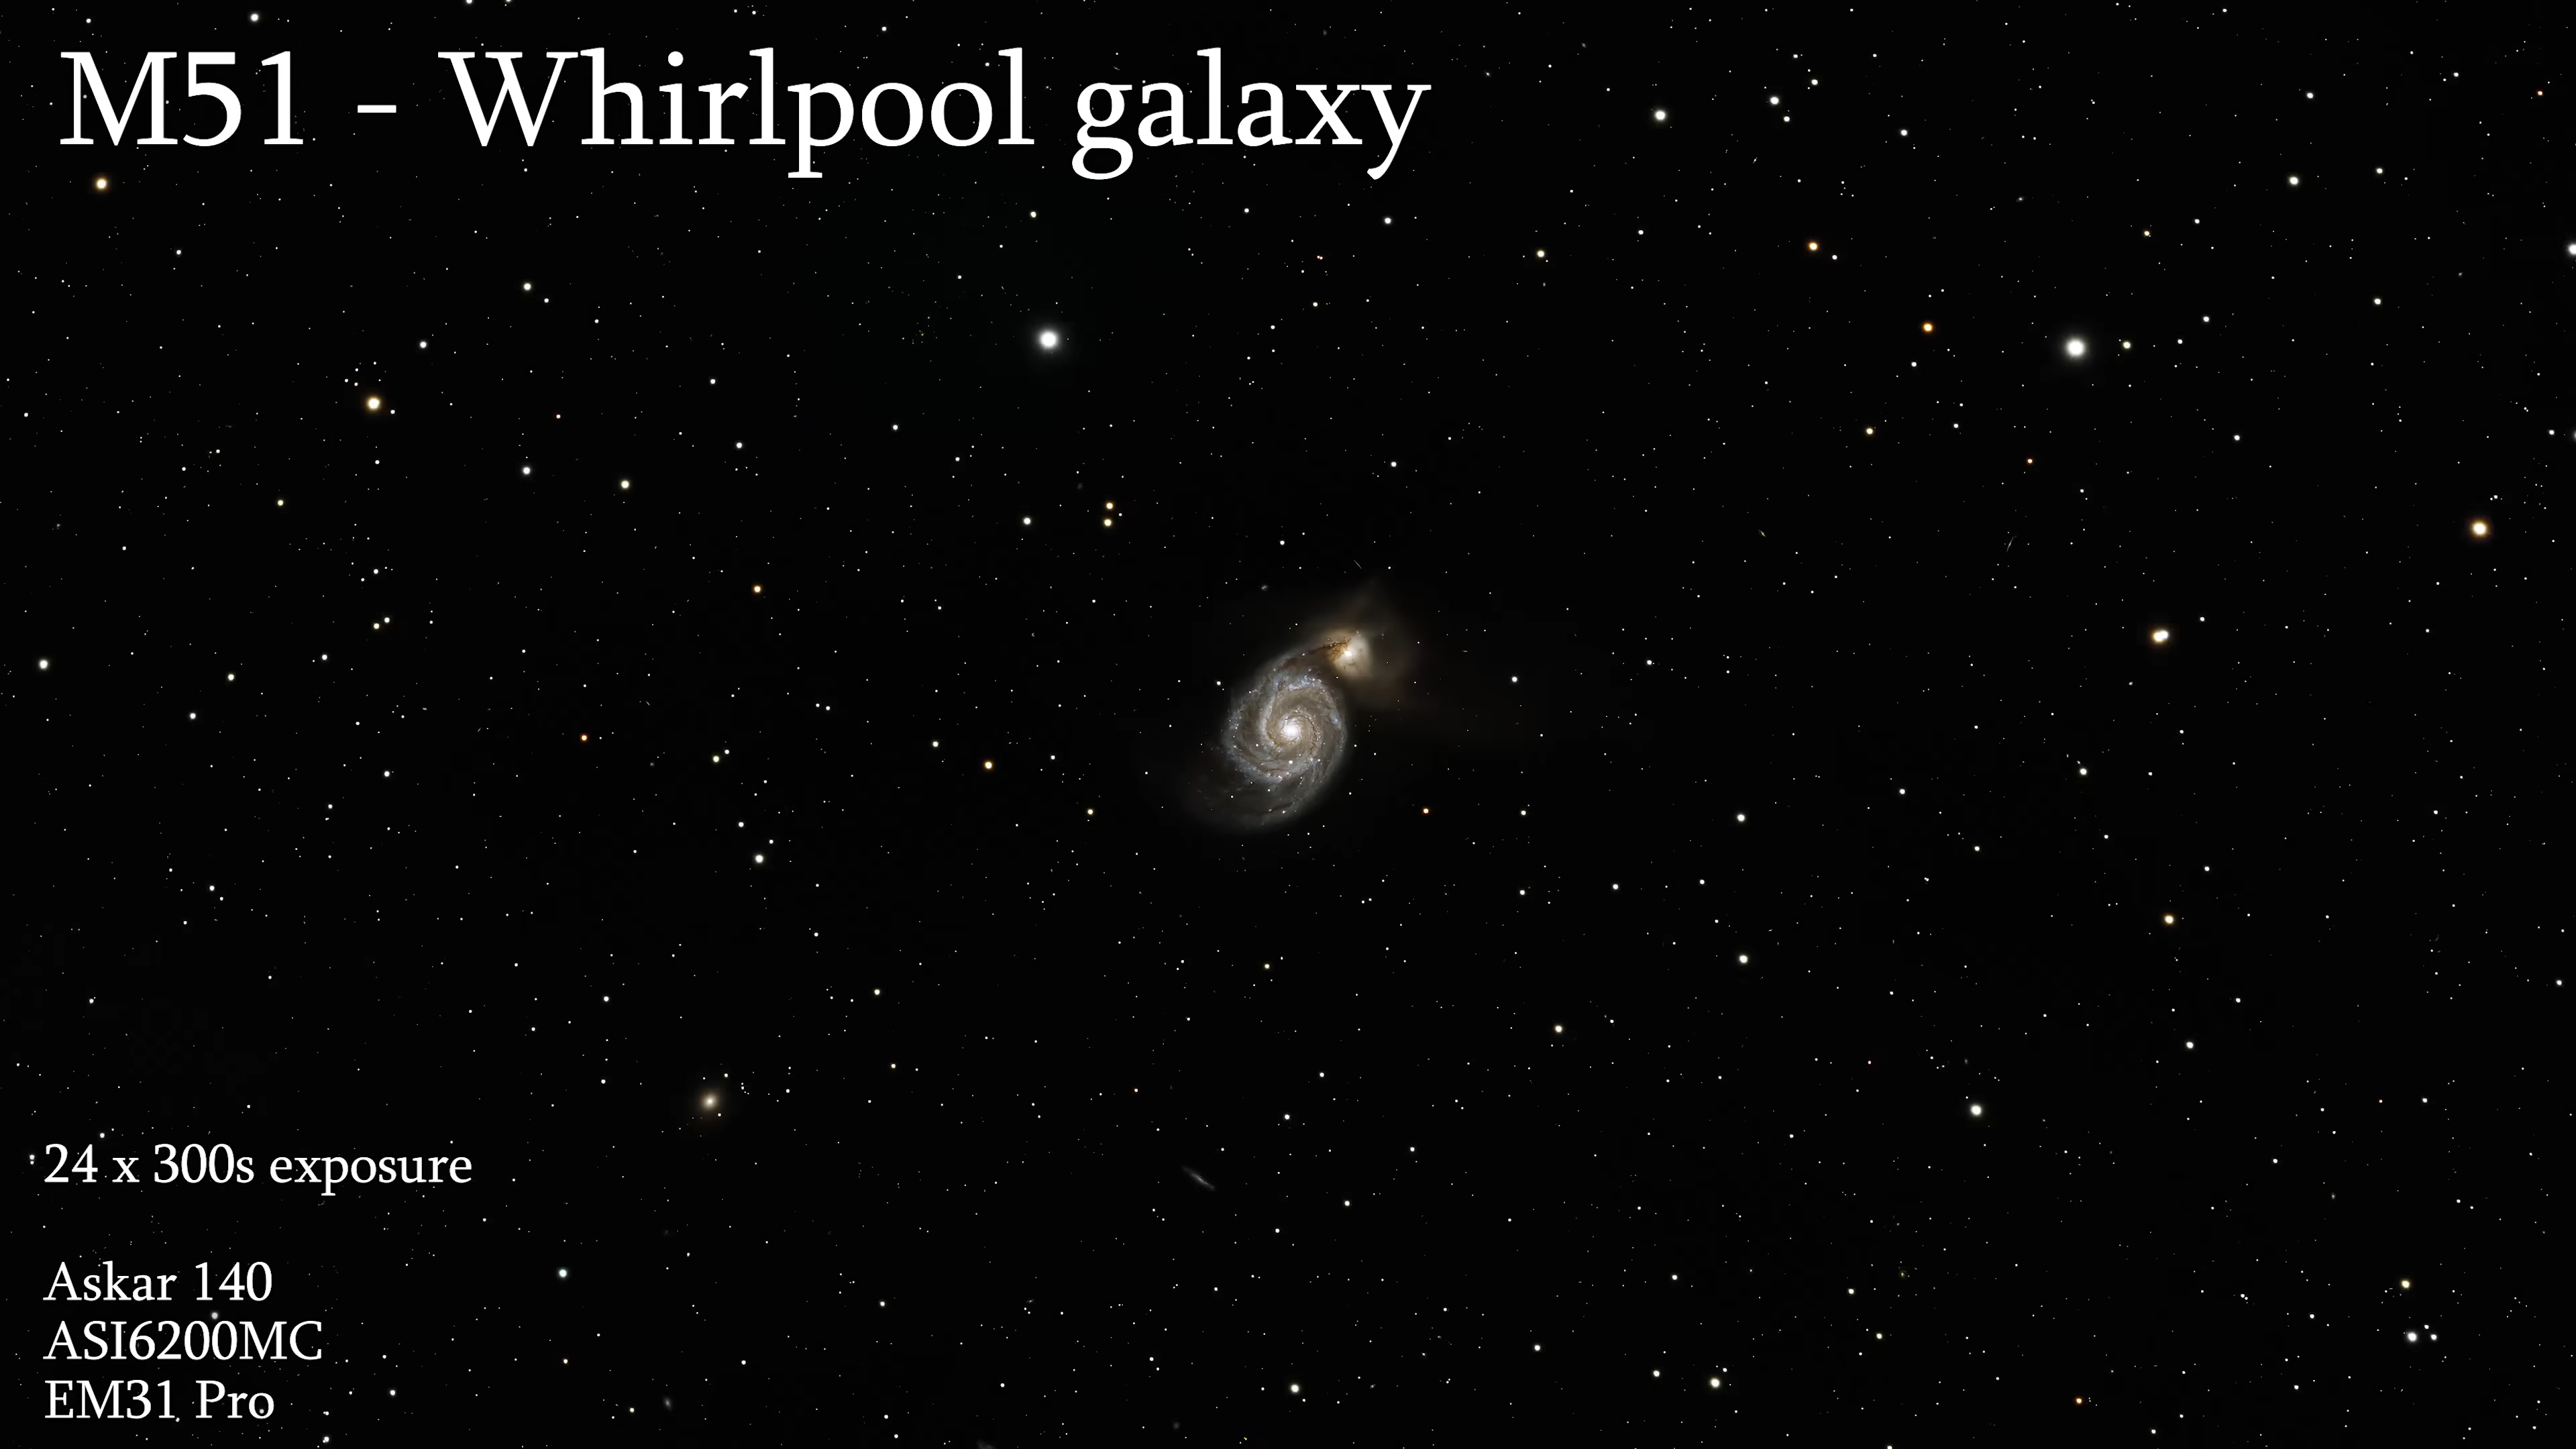 M51 - Whirlpool galaxy
24 x 300s exposure
Askar 140
ASI6200MC
EM31 Pro